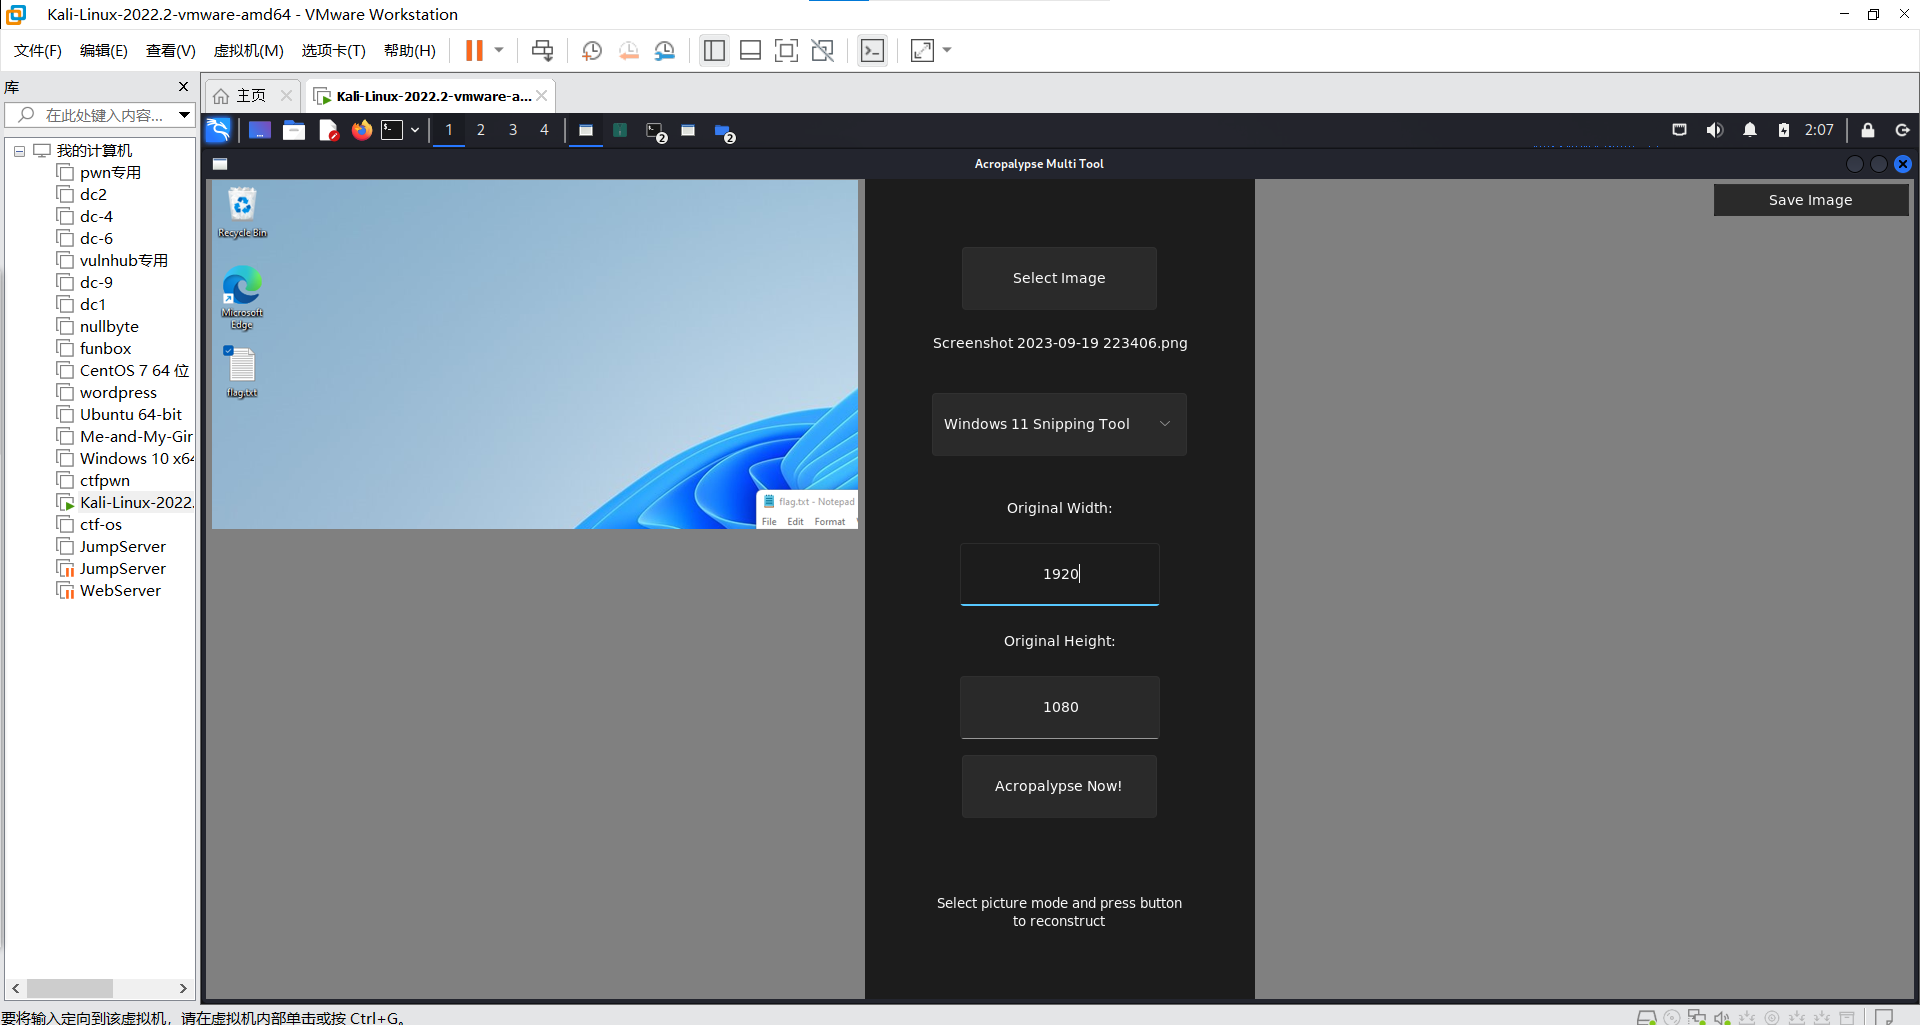 Kali-Linux-2022.2-vmware-amd64 - VMware Workstation
文件(F) 编辑(E) 查看(V) 虚拟机(M) 选项卡(T) 帮助(H)
库
在此处键入内容...
我的计算机
pwn专用
dc2
dc-4
dc-6
vulnhub专用
dc-9
dc1
nullbyte
funbox
CentOS 7 64 位
wordpress
Ubuntu 64-bit
Me-and-My-Gir
Windows 10 x64
ctfpwn
Kali-Linux-2022.
ctf-os
JumpServer
JumpServer
WebServer
主页
Kali-Linux-2022.2-vmware-a...
1 2 3 4 2 2 2:07
Acropalypse Multi Tool
Recycle Bin
Microsoft
Edge
flag.txt
flag.txt - Notepad
File Edit Format
Select Image
Screenshot 2023-09-19 223406.png
Windows 11 Snipping Tool
Original Width:
1920
Original Height:
1080
Acropalypse Now!
Select picture mode and press button
to reconstruct
Save Image
要将输入定向到该虚拟机，请在虚拟机内部单击或按 Ctrl+G。